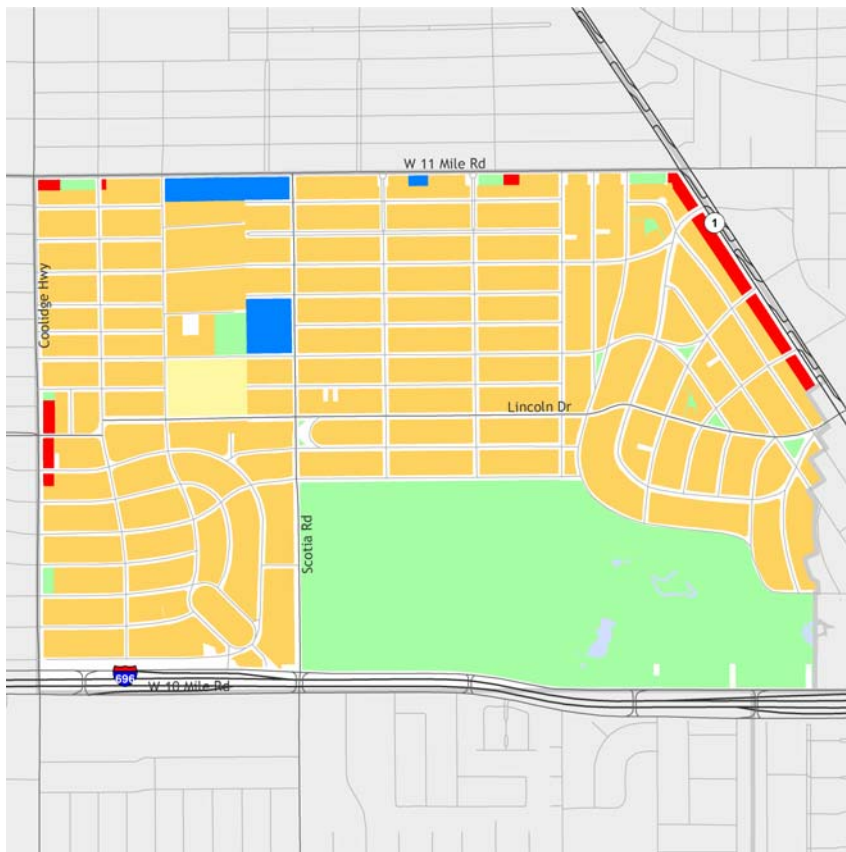 W 11 Mile Rd
1
Coolidge Hwy
Lincoln Dr
Scotia Rd
696
W 10 Mile Rd